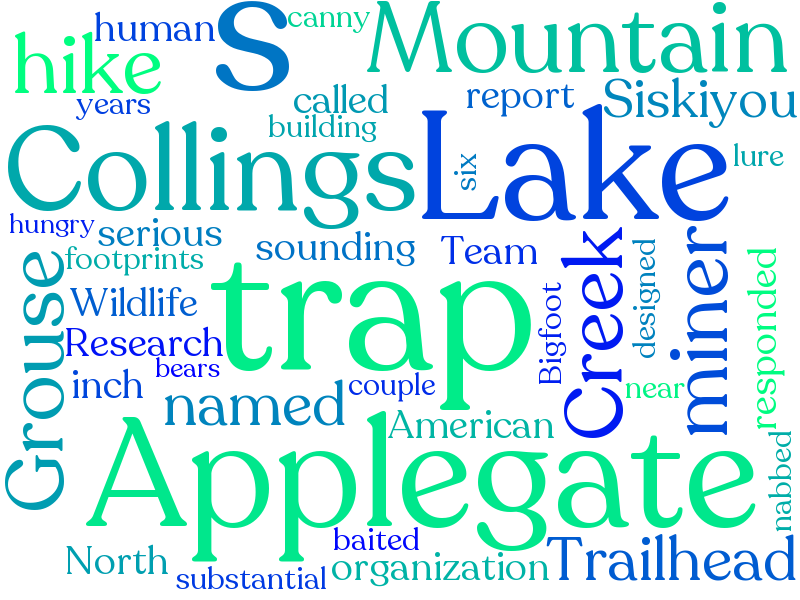 canny
human
S
Mountain
hike
years
called
report
Siskiyou
building
Collings
Lake
six
lure
hungry
serious
sounding
Team
footprints
Grouse
trap
Creek
designed
miner
responded
Wildlife
Bigfoot
Research
bears
inch
couple
near
named
American
nabbed
Applegate
baited
North
organization
Trailhead
substantial